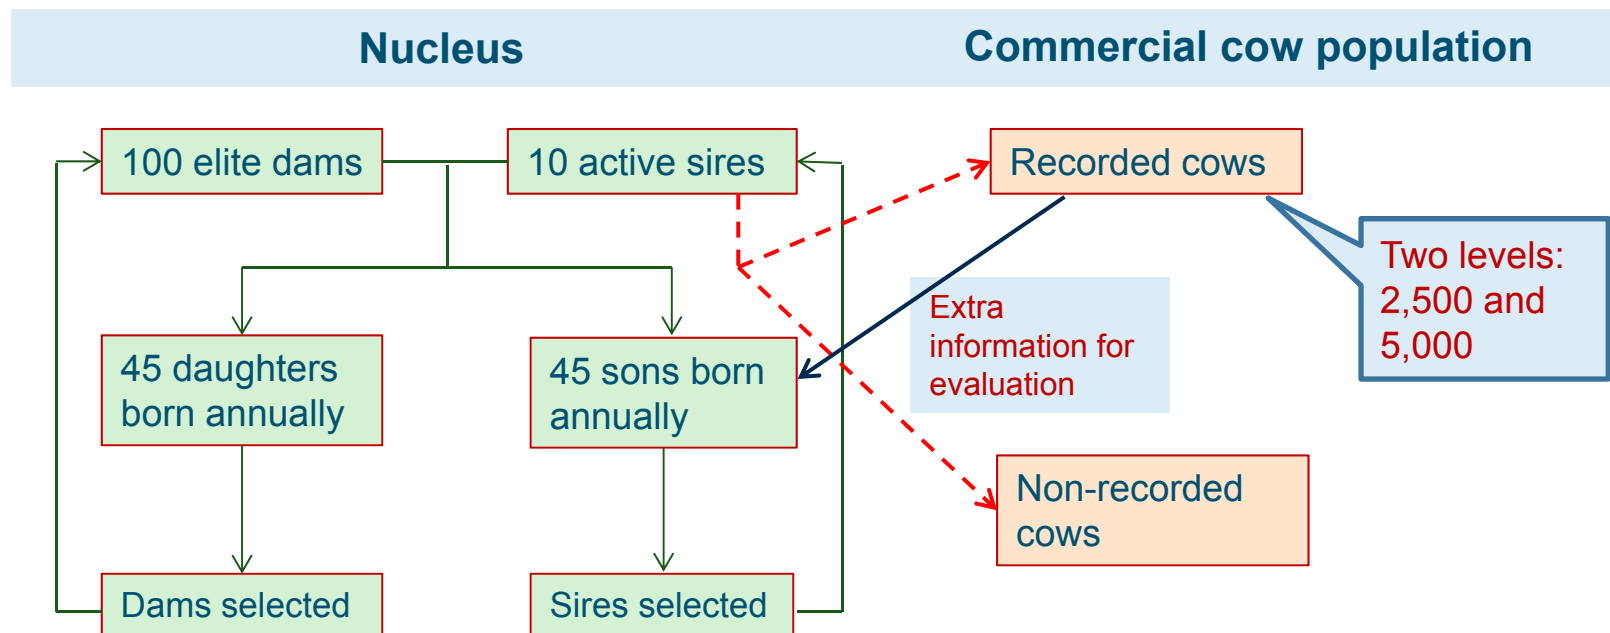 Nucleus
Commercial cow population
100 elite dams
10 active sires
Recorded cows
Two levels:
2,500 and
5,000
Extra
information for
evaluation
45 daughters
born annually
45 sons born
annually
Non-recorded
cows
Dams selected
Sires selected